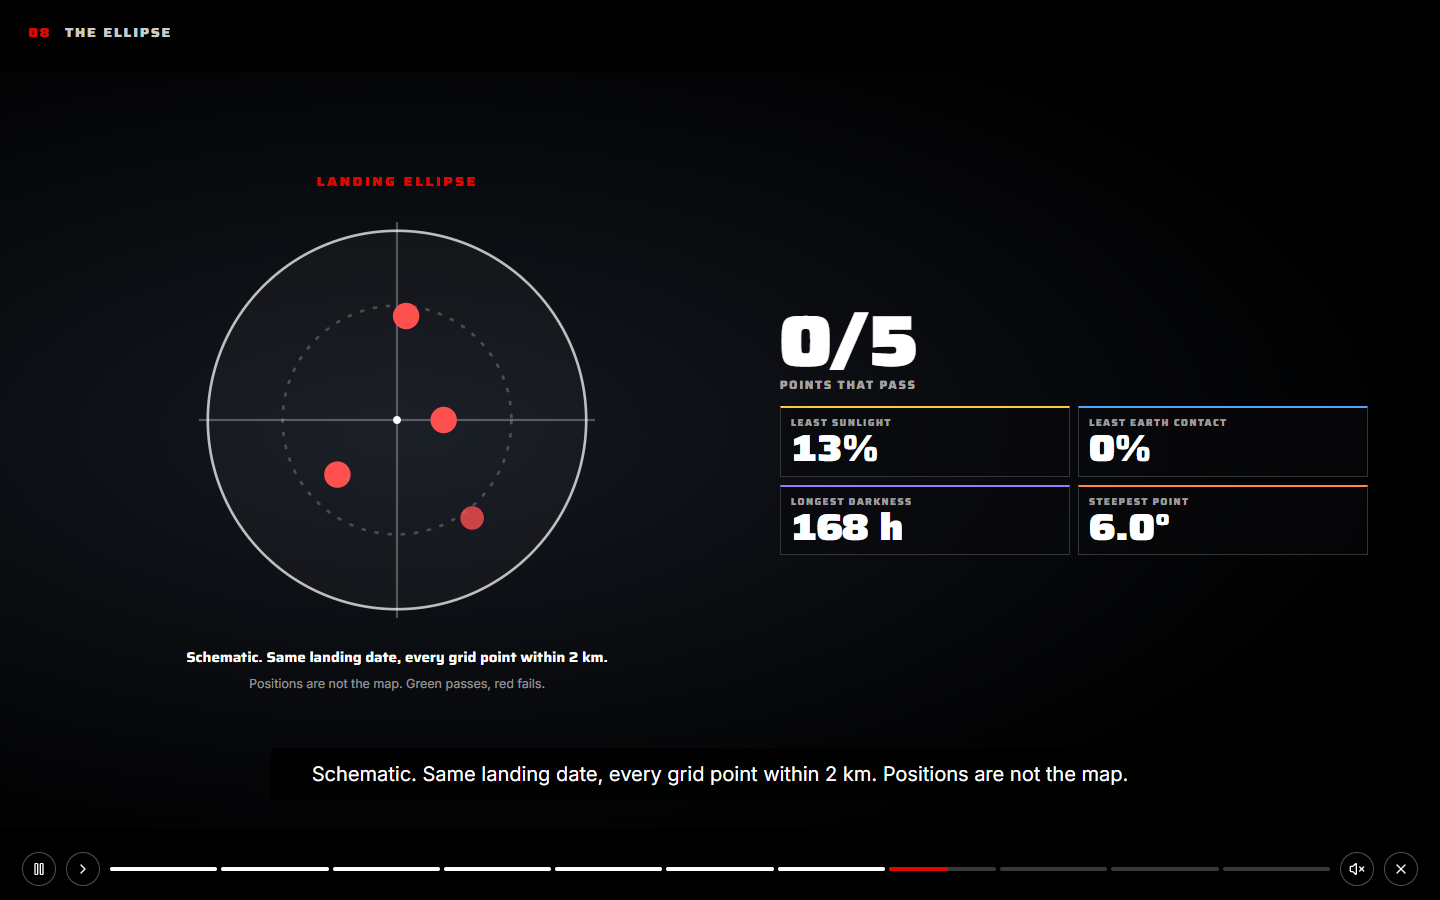 08 THE ELLIPSE
LANDING ELLIPSE
Schematic. Same landing date, every grid point within 2 km.
Positions are not the map. Green passes, red fails.
0/5
POINTS THAT PASS
LEAST SUNLIGHT
13%
LEAST EARTH CONTACT
0%
LONGEST DARKNESS
168 h
STEEPEST POINT
6.0°
Schematic. Same landing date, every grid point within 2 km. Positions are not the map.